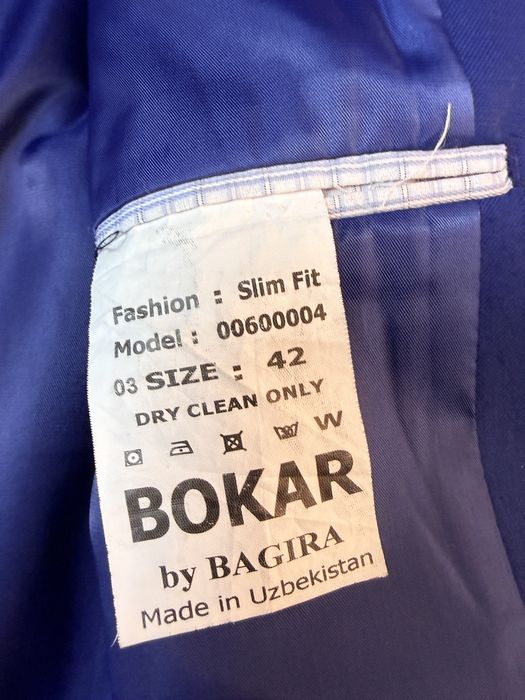 Fashion : Slim Fit
Model : 00600004
03 SIZE : 42
DRY CLEAN ONLY
W
BOKAR
by BAGIRA
Made in Uzbekistan